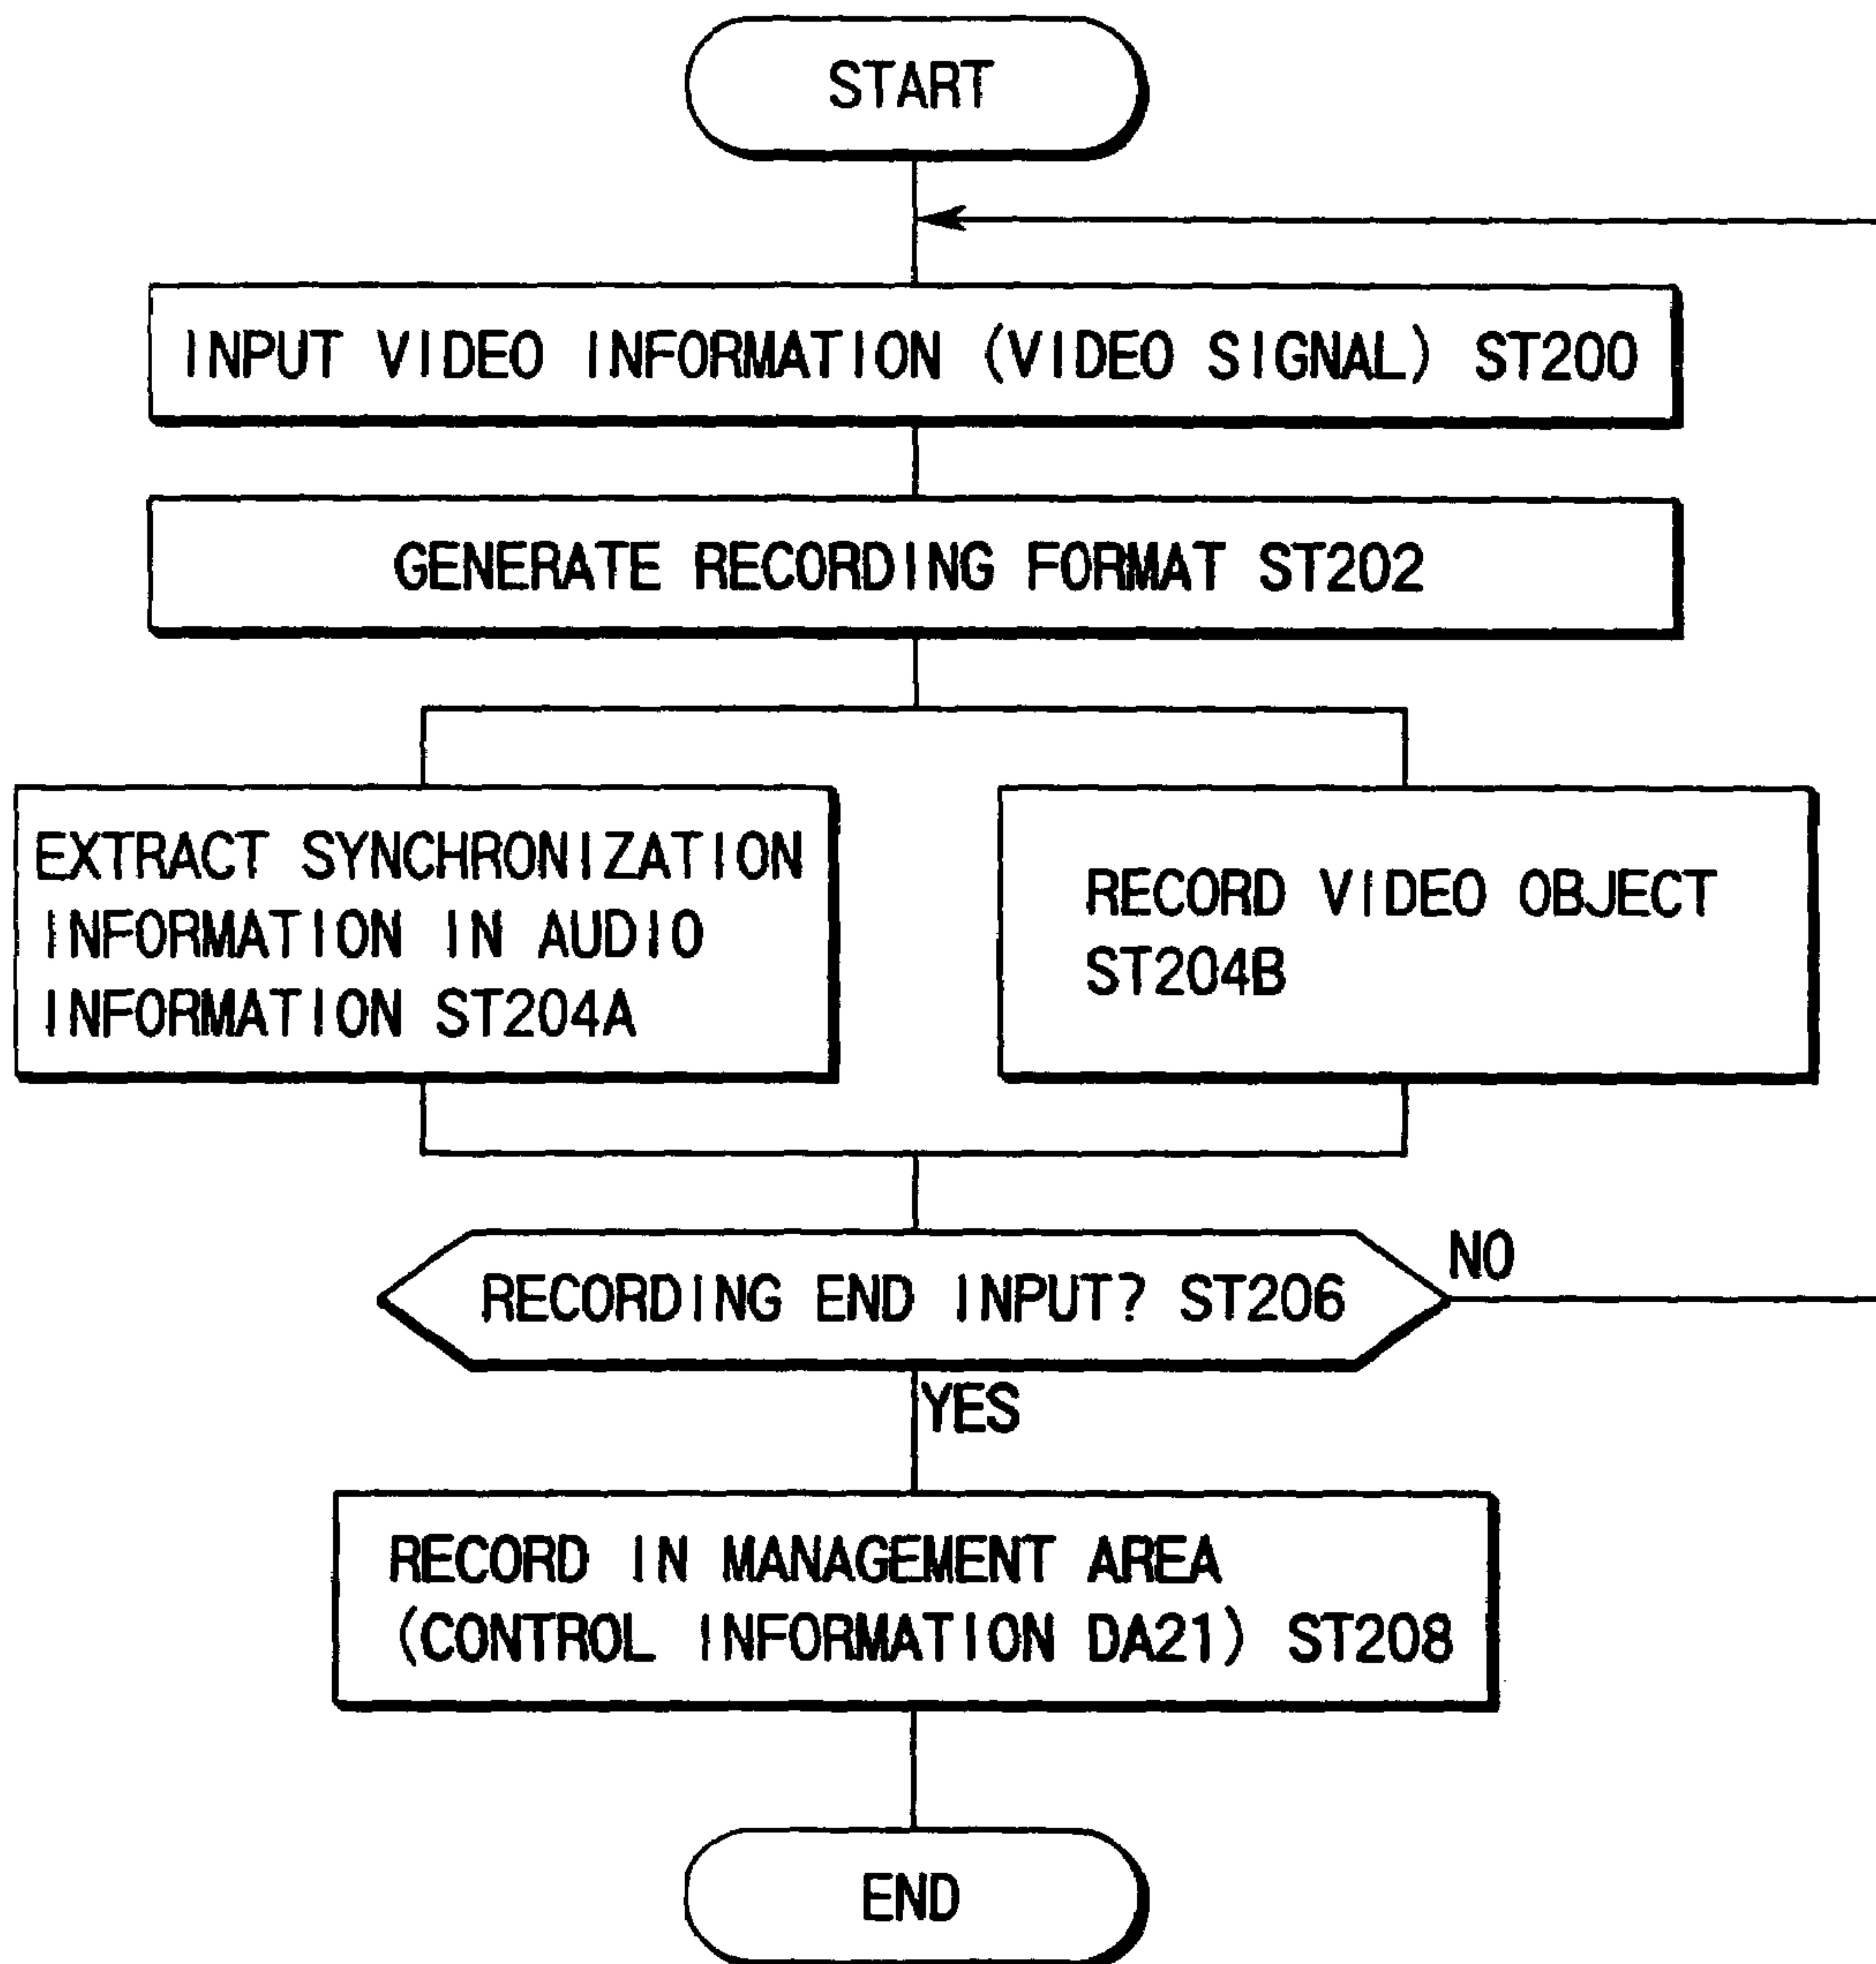 START
INPUT VIDEO INFORMATION (VIDEO SIGNAL) ST200
GENERATE RECORDING FORMAT ST202
EXTRACT SYNCHRONIZATION
INFORMATION IN AUDIO
INFORMATION ST204A
RECORD VIDEO OBJECT
ST204B
RECORDING END INPUT? ST206
NO
YES
RECORD IN MANAGEMENT AREA
(CONTROL INFORMATION DA21) ST208
END